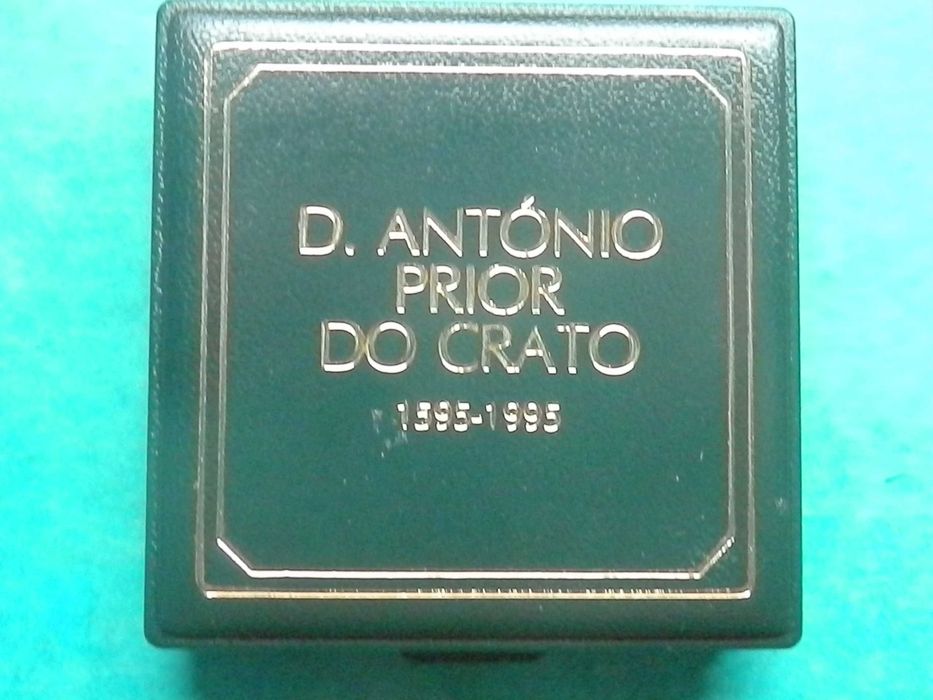 D. ANTÓNIO
PRIOR
DO CRATO
1595-1995